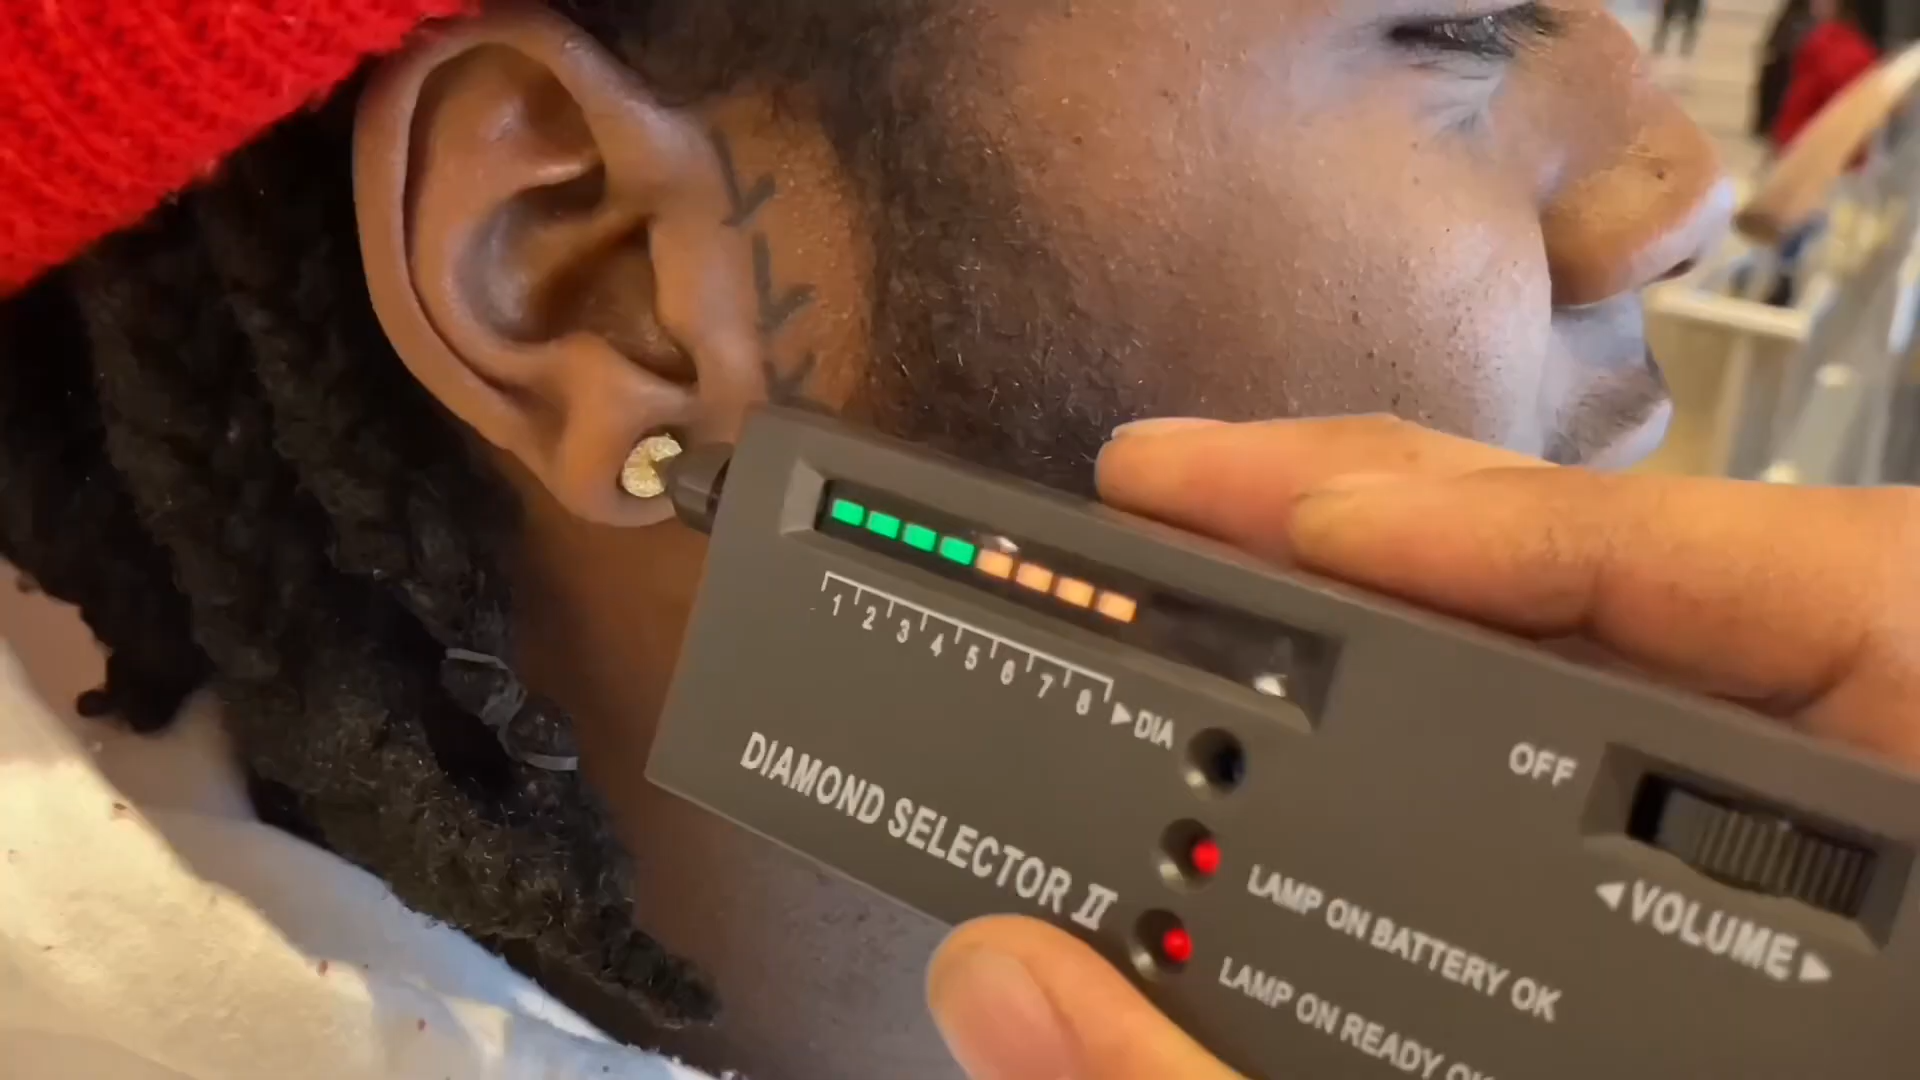 1 2 3 4 5 6 7 8 ▶DIA
DIAMOND SELECTOR II
OFF
◀VOLUME▶
LAMP ON BATTERY OK
LAMP ON READY OK